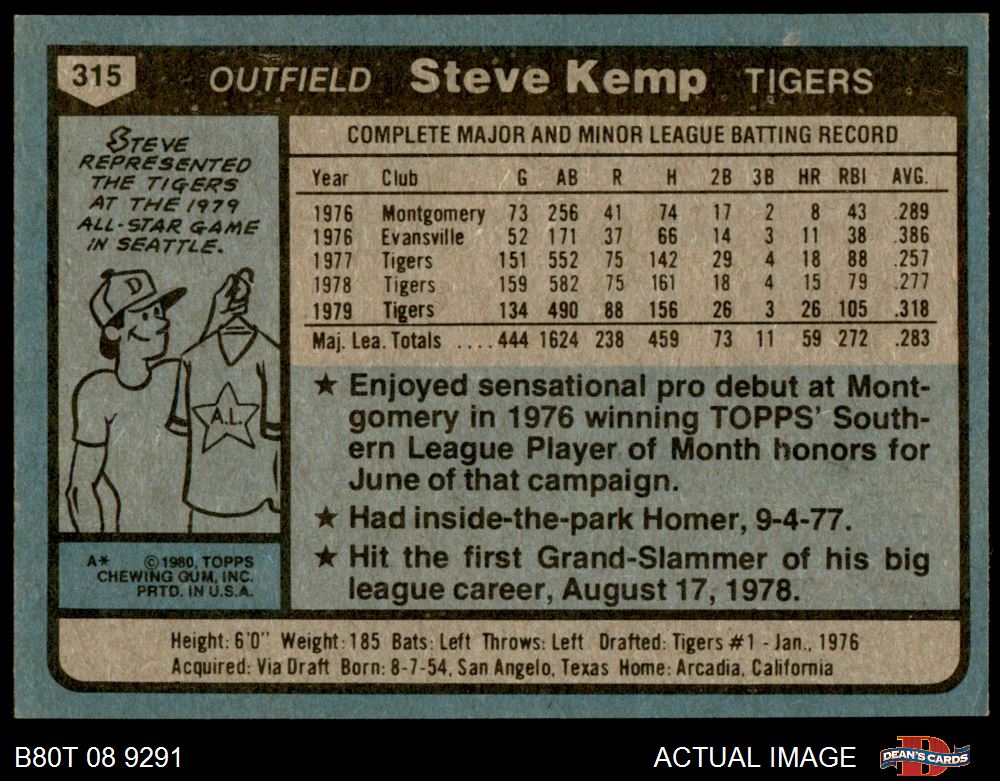 315 OUTFIELD Steve Kemp TIGERS
STEVE
REPRESENTED
THE TIGERS
AT THE 1979
ALL-STAR GAME
IN SEATTLE.
D
A.L.
A* ©1980, TOPPS
CHEWING GUM, INC.
PRTD. IN U.S.A.
COMPLETE MAJOR AND MINOR LEAGUE BATTING RECORD
Year Club G AB R H 2B 3B HR RBI AVG.
1976 Montgomery 73 256 41 74 17 2 8 43 .289
1976 Evansville 52 171 37 66 14 3 11 38 .386
1977 Tigers 151 552 75 142 29 4 18 88 .257
1978 Tigers 159 582 75 161 18 4 15 79 .277
1979 Tigers 134 490 88 156 26 3 26 105 .318
Maj. Lea. Totals .... 444 1624 238 459 73 11 59 272 .283
★ Enjoyed sensational pro debut at Mont-
gomery in 1976 winning TOPPS' South-
ern League Player of Month honors for
June of that campaign.
★ Had inside-the-park Homer, 9-4-77.
★ Hit the first Grand-Slammer of his big
league career, August 17, 1978.
Height: 6'0" Weight: 185 Bats: Left Throws: Left Drafted: Tigers #1 - Jan., 1976
Acquired: Via Draft Born: 8-7-54, San Angelo, Texas Home: Arcadia, California
B80T 08 9291 ACTUAL IMAGE DEAN'S CARDS